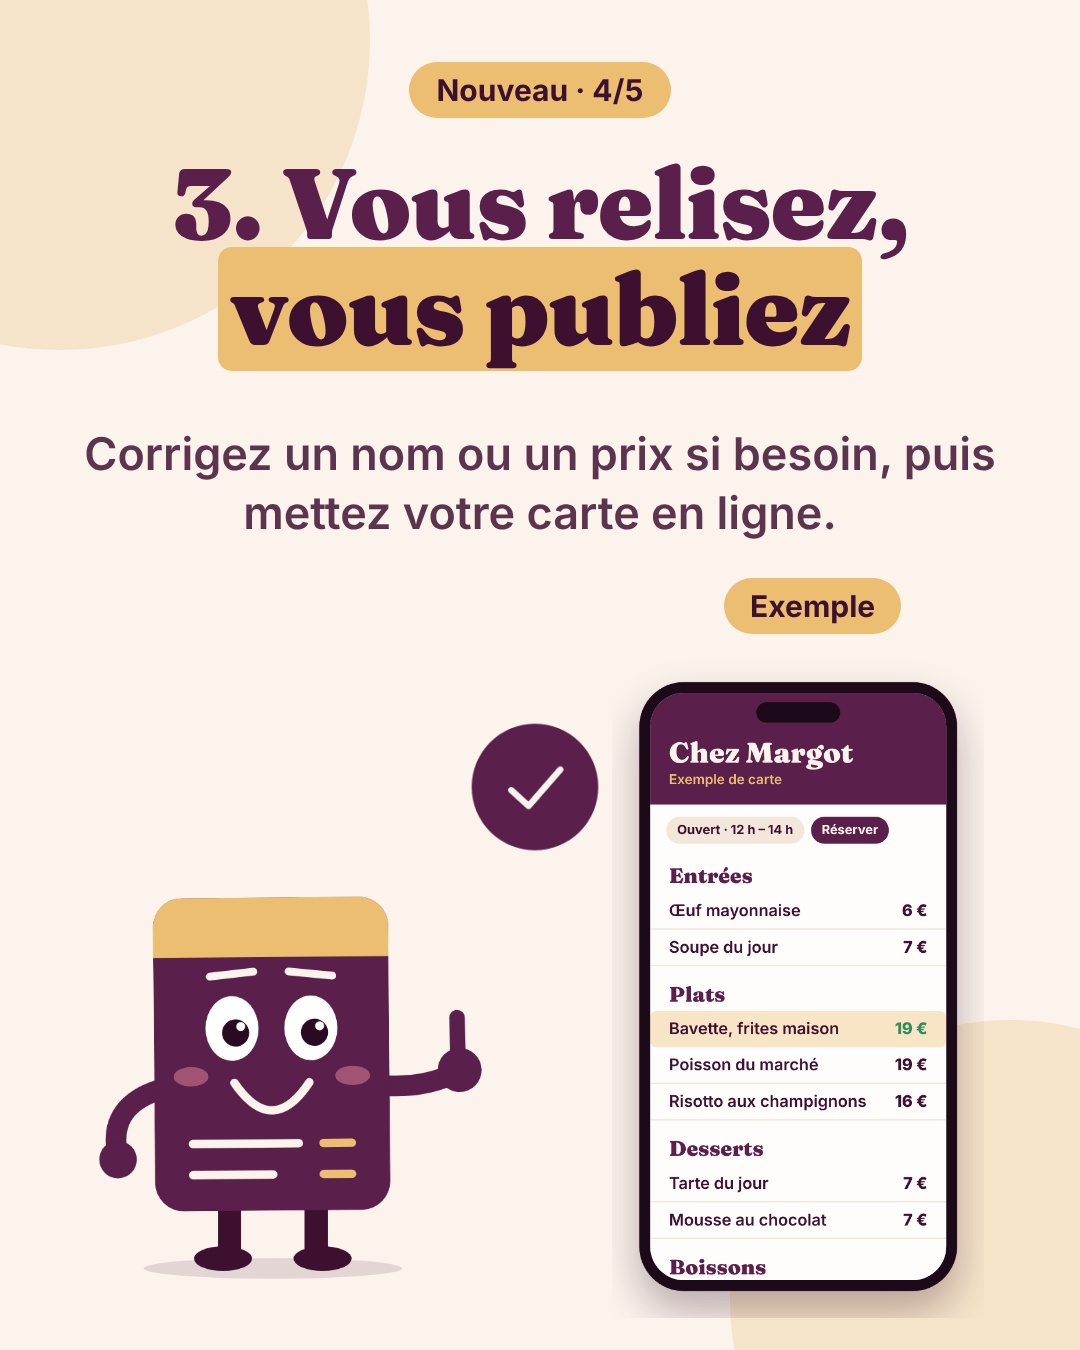 Nouveau · 4/5
3. Vous relisez,
vous publiez
Corrigez un nom ou un prix si besoin, puis
mettez votre carte en ligne.
Exemple
Chez Margot
Exemple de carte
Ouvert · 12 h – 14 h Réserver
Entrées
Œuf mayonnaise 6 €
Soupe du jour 7 €
Plats
Bavette, frites maison 19 €
Poisson du marché 19 €
Risotto aux champignons 16 €
Desserts
Tarte du jour 7 €
Mousse au chocolat 7 €
Boissons